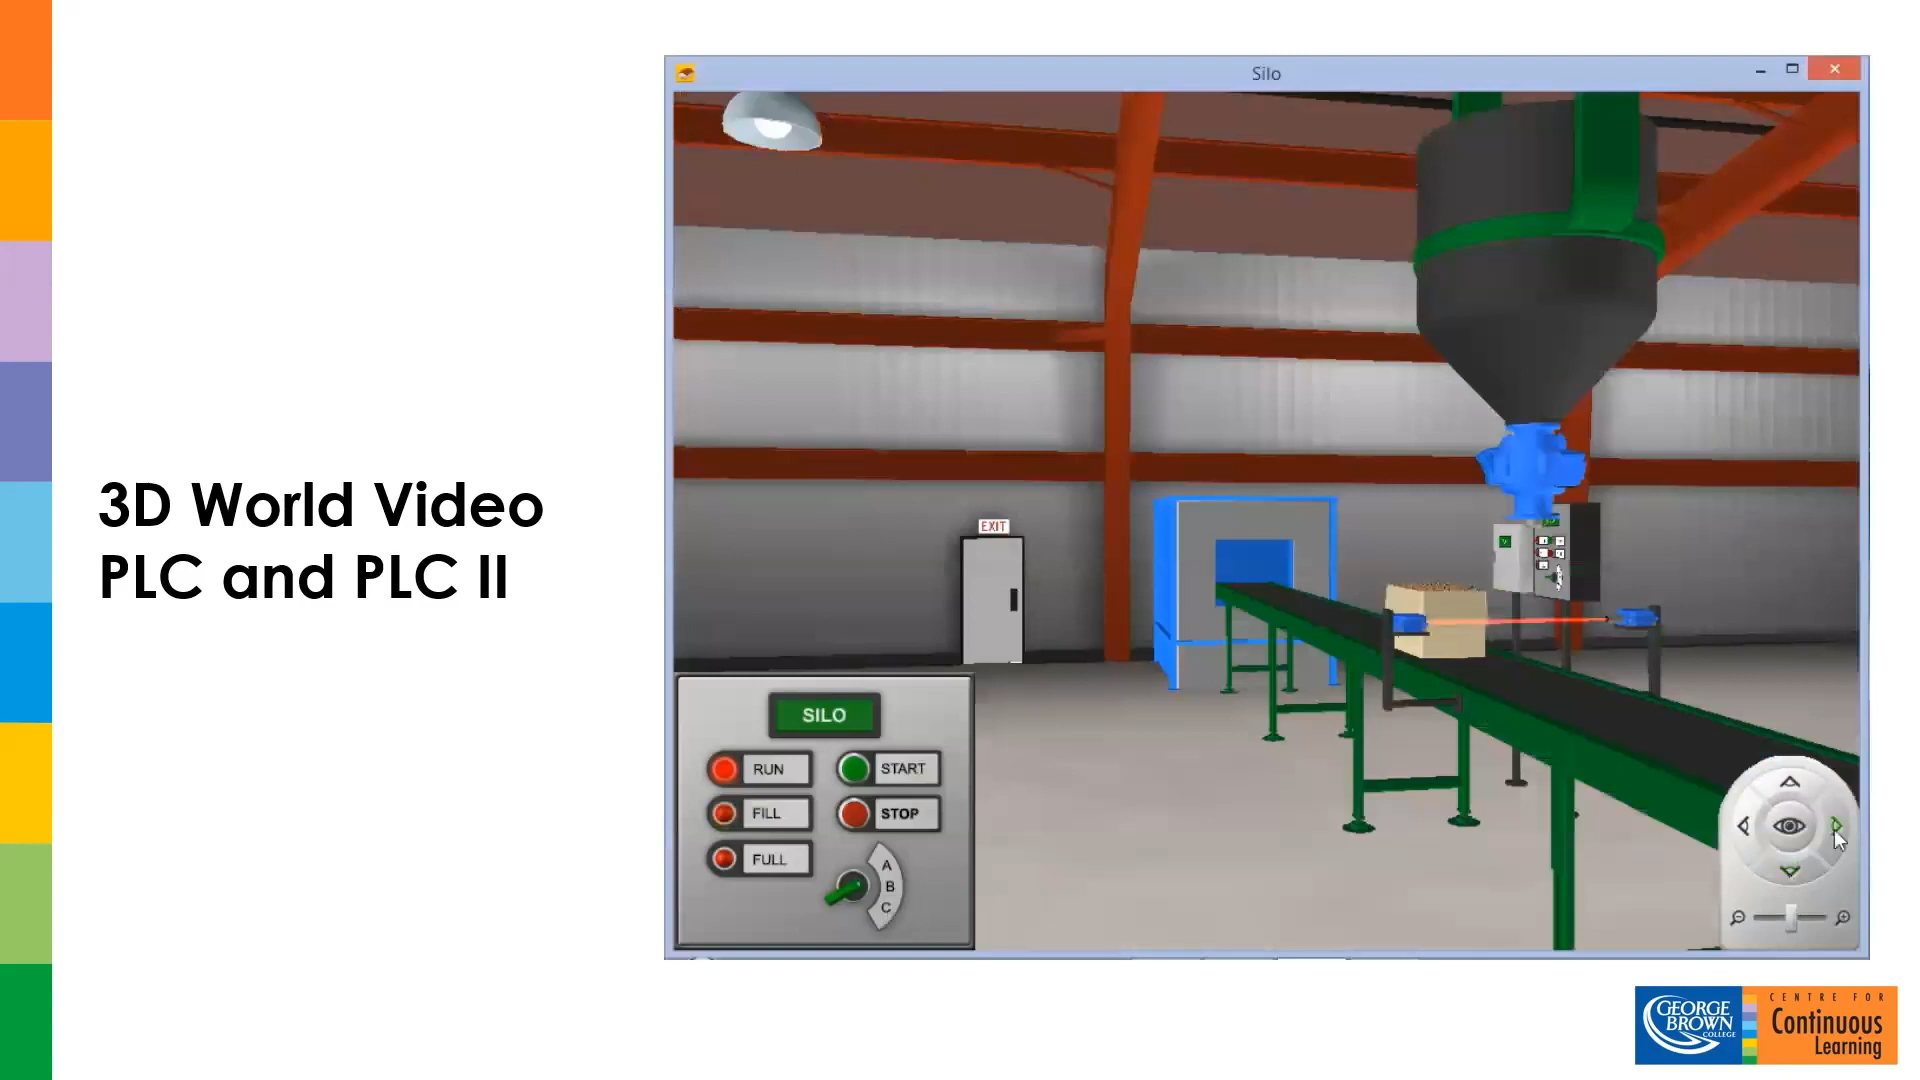 Silo
3D World Video
PLC and PLC II
EXIT
SILO
RUN
START
FILL
STOP
FULL
A
B
C
GEORGE
BROWN
COLLEGE
CENTRE FOR
Continuous
Learning